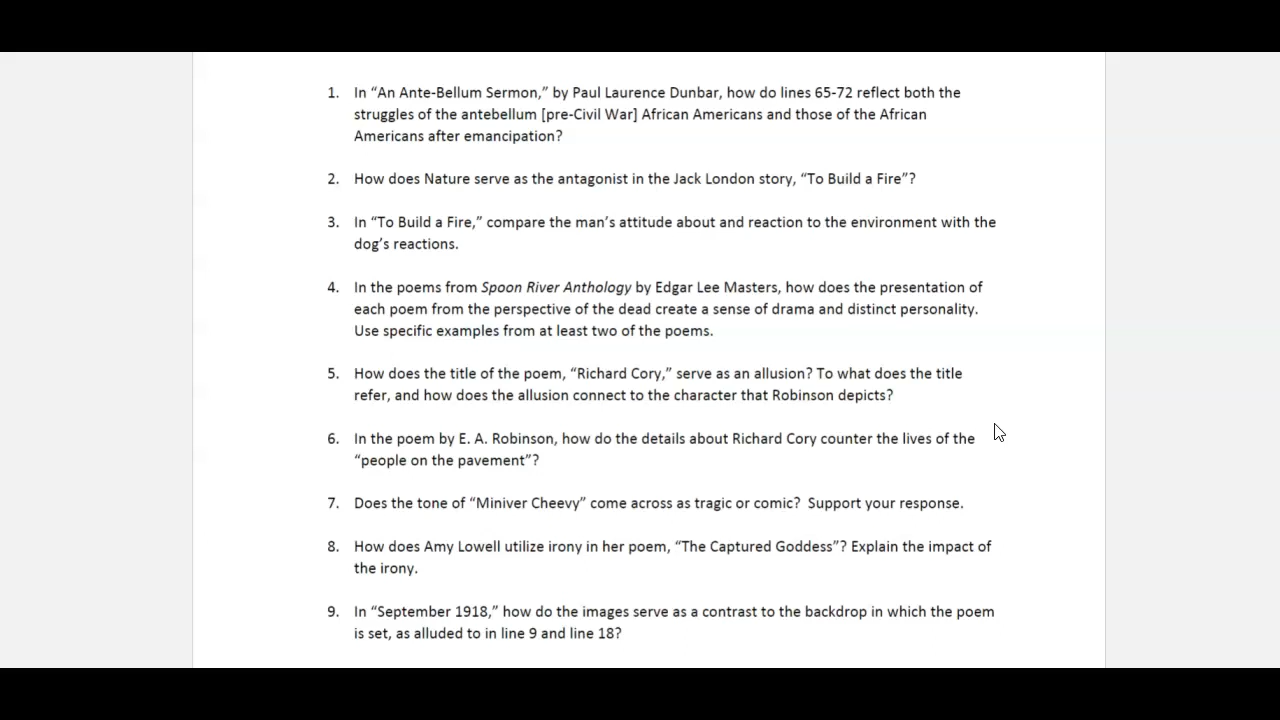 1. In “An Ante-Bellum Sermon,” by Paul Laurence Dunbar, how do lines 65-72 reflect both the
struggles of the antebellum [pre-Civil War] African Americans and those of the African
Americans after emancipation?
2. How does Nature serve as the antagonist in the Jack London story, “To Build a Fire”?
3. In “To Build a Fire,” compare the man’s attitude about and reaction to the environment with the
dog’s reactions.
4. In the poems from Spoon River Anthology by Edgar Lee Masters, how does the presentation of
each poem from the perspective of the dead create a sense of drama and distinct personality.
Use specific examples from at least two of the poems.
5. How does the title of the poem, “Richard Cory,” serve as an allusion? To what does the title
refer, and how does the allusion connect to the character that Robinson depicts?
6. In the poem by E. A. Robinson, how do the details about Richard Cory counter the lives of the
“people on the pavement”?
7. Does the tone of “Miniver Cheevy” come across as tragic or comic?  Support your response.
8. How does Amy Lowell utilize irony in her poem, “The Captured Goddess”? Explain the impact of
the irony.
9. In “September 1918,” how do the images serve as a contrast to the backdrop in which the poem
is set, as alluded to in line 9 and line 18?